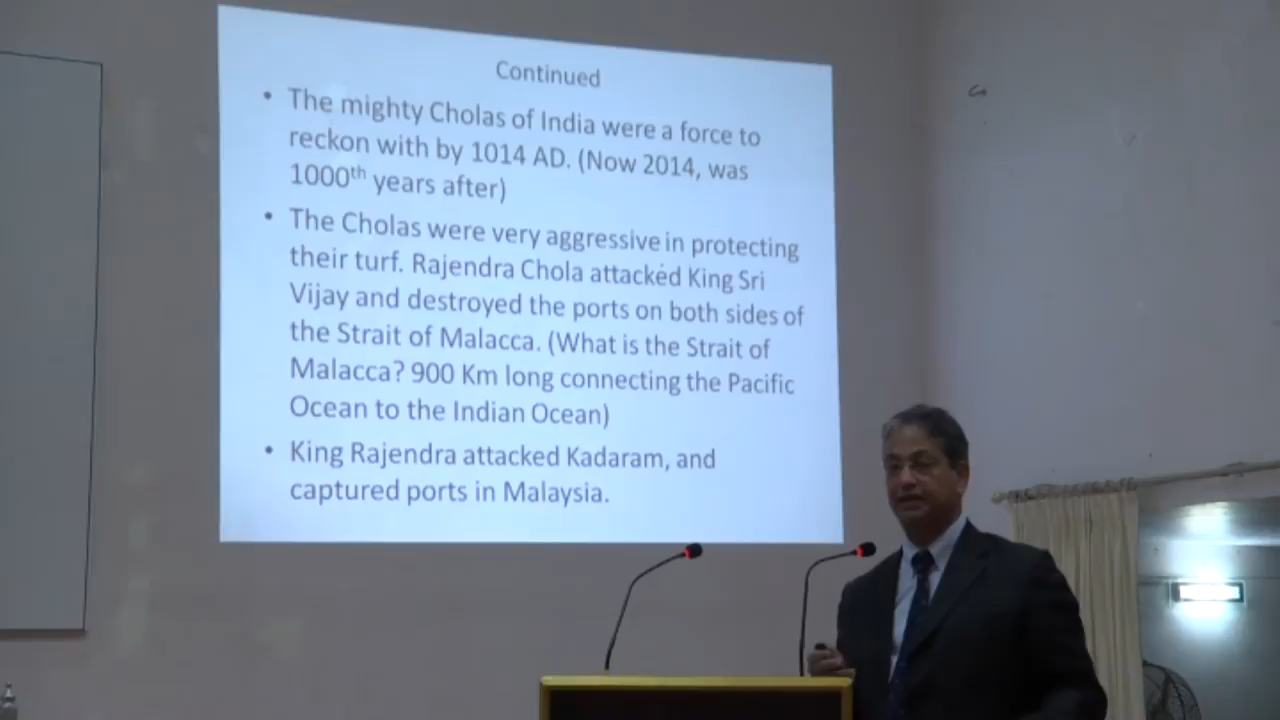 Continued
• The mighty Cholas of India were a force to
reckon with by 1014 AD. (Now 2014, was
1000th years after)
• The Cholas were very aggressive in protecting
their turf. Rajendra Chola attacked King Sri
Vijay and destroyed the ports on both sides of
the Strait of Malacca. (What is the Strait of
Malacca? 900 Km long connecting the Pacific
Ocean to the Indian Ocean)
• King Rajendra attacked Kadaram, and
captured ports in Malaysia.